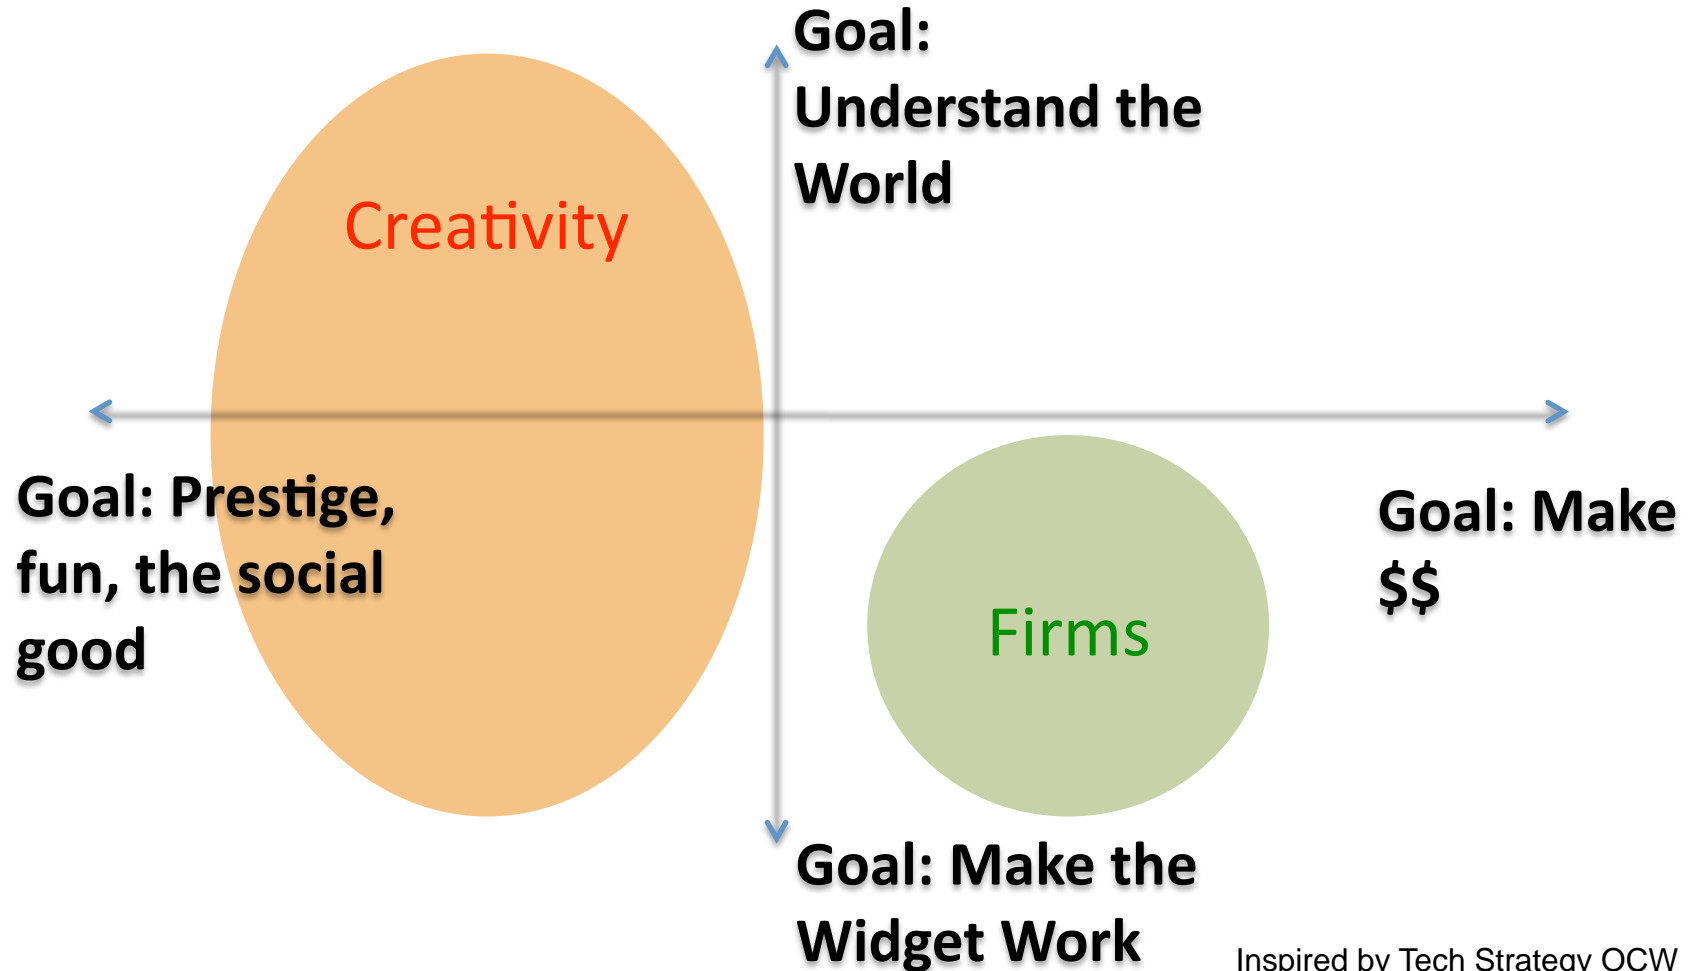 Goal:
Understand the
World
Creativity
Goal: Prestige,
fun, the social
good
Goal: Make
$$
Firms
Goal: Make the
Widget Work
Inspired by Tech Strategy OCW